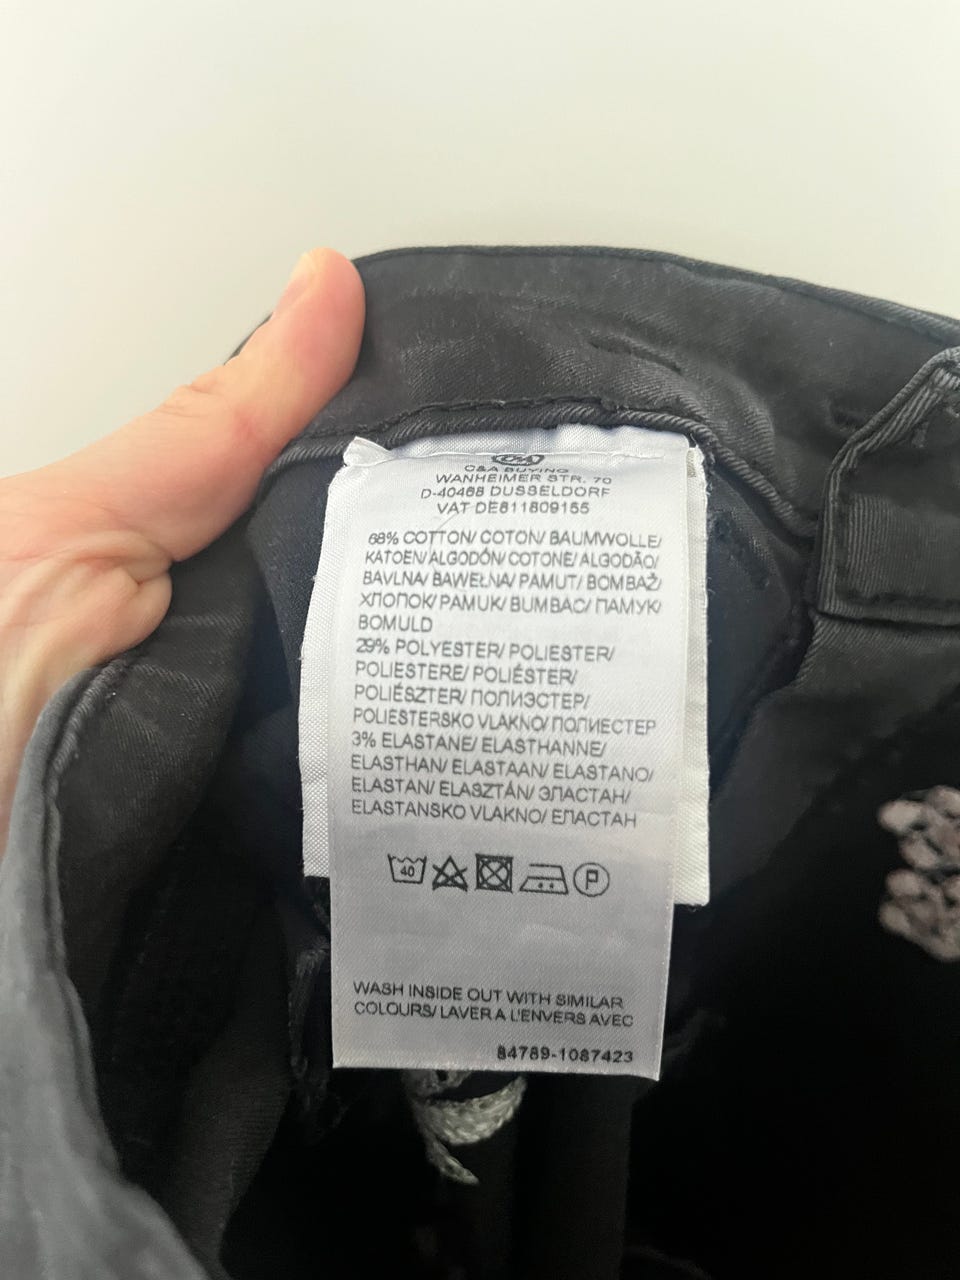 C&A
C&A BUYING
WANHEIMER STR. 70
D-40468 DUSSELDORF
VAT DE811809155
68% COTTON/ COTON/ BAUMWOLLE/
KATOEN/ ALGODÓN/ COTONE/ ALGODÃO/
BAVLNA/ BAWEŁNA/ PAMUT/ BOMBAŽ/
ХЛОПОК/ PAMUK/ BUMBAC/ ПАМУК/
BOMULD
29% POLYESTER/ POLIESTER/
POLIESTERE/ POLIÉSTER/
POLIÉSZTER/ ПОЛИЭСТЕР/
POLIESTERSKO VLAKNO/ ПОЛИЕСТЕР
3% ELASTANE/ ELASTHANNE/
ELASTHAN/ ELASTAAN/ ELASTANO/
ELASTAN/ ELASZTÁN/ ЭЛАСТАН/
ELASTANSKO VLAKNO/ ЕЛАСТАН
40 P
WASH INSIDE OUT WITH SIMILAR
COLOURS/ LAVER A L'ENVERS AVEC
84789-1087423